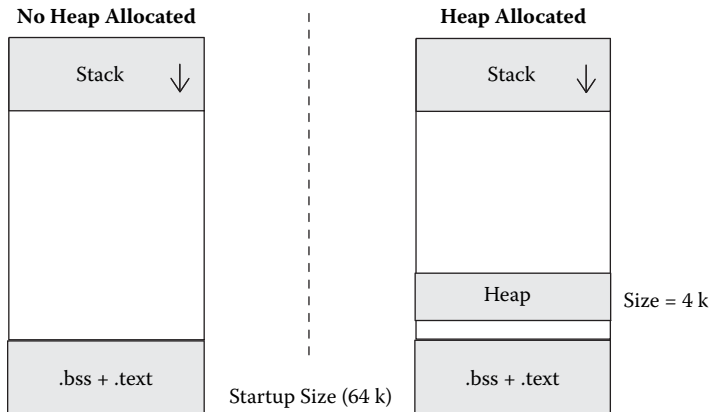 No Heap Allocated
Stack
.bss + .text
Startup Size (64 k)
Heap Allocated
Stack
Heap
Size = 4 k
.bss + .text